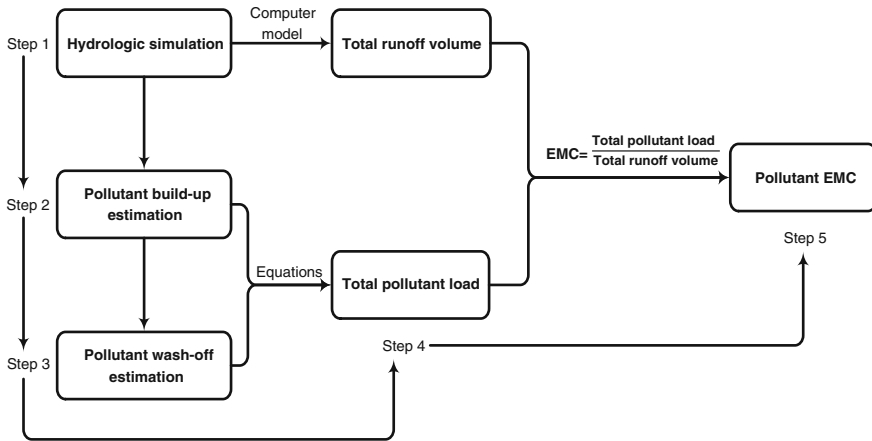 Step 1
Hydrologic simulation
Computer
model
Total runoff volume
EMC= Total pollutant load
Total runoff volume
Pollutant EMC
Step 2
Pollutant build-up
estimation
Equations
Total pollutant load
Step 5
Step 3
Pollutant wash-off
estimation
Step 4